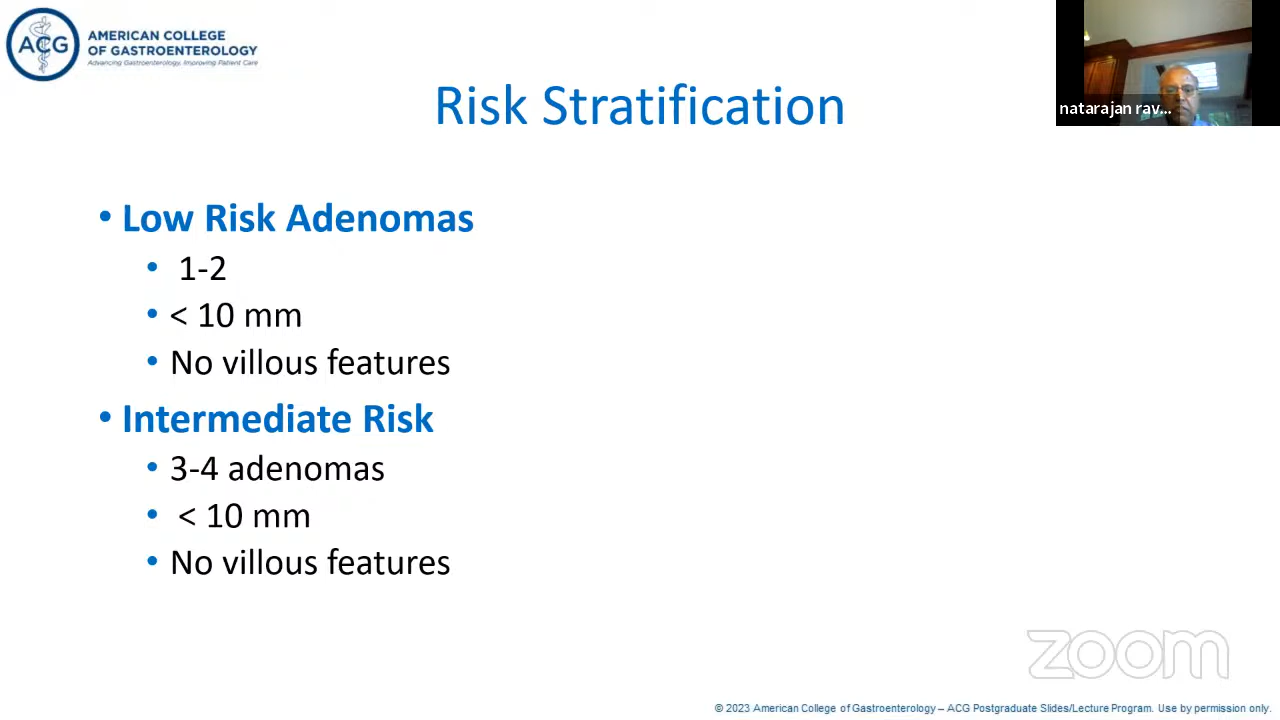 ACG
AMERICAN COLLEGE
OF GASTROENTEROLOGY
Advancing Gastroenterology, Improving Patient Care
natarajan rav...
Risk Stratification
• Low Risk Adenomas
• 1-2
• < 10 mm
• No villous features
• Intermediate Risk
• 3-4 adenomas
• < 10 mm
• No villous features
zoom
© 2023 American College of Gastroenterology – ACG Postgraduate Slides/Lecture Program. Use by permission only.